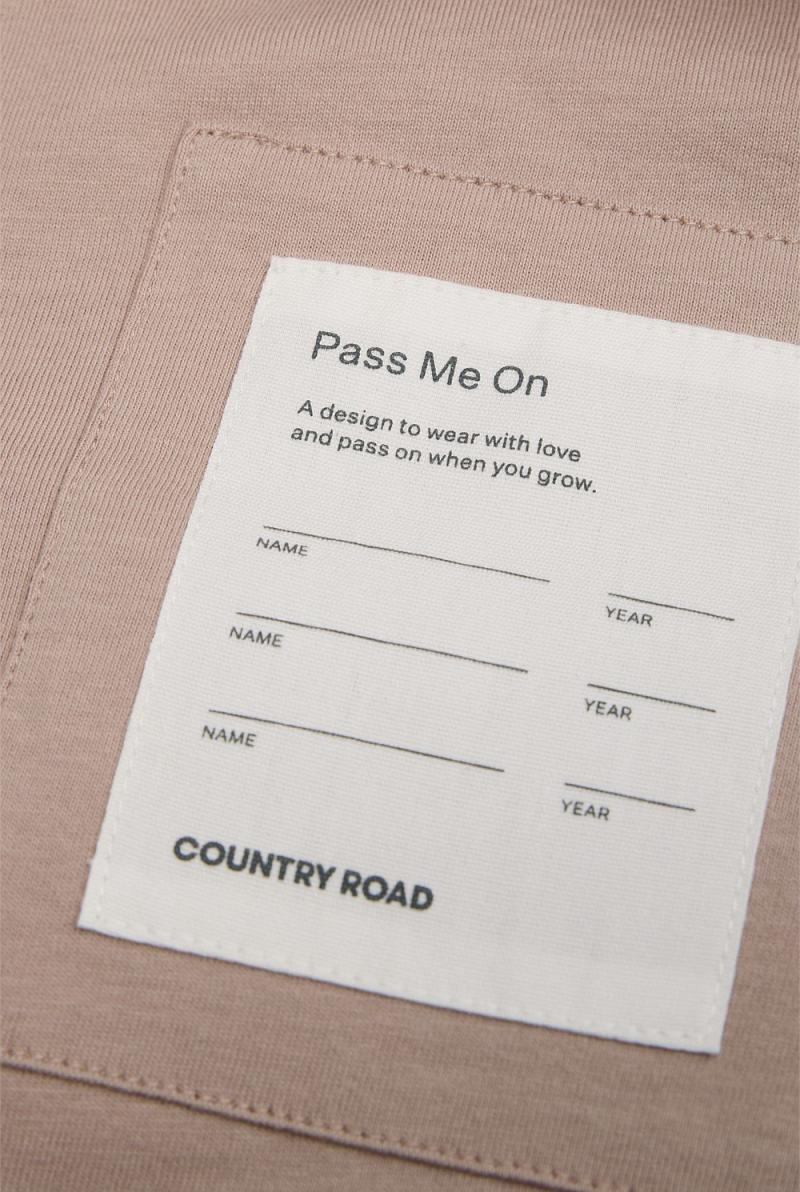 Pass Me On
A design to wear with love
and pass on when you grow.
NAME
YEAR
NAME
YEAR
NAME
YEAR
COUNTRY ROAD